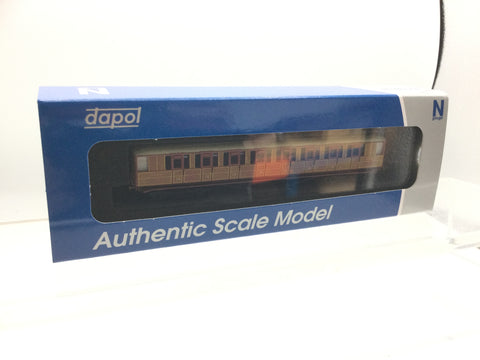 dapol
N
Authentic Scale Model